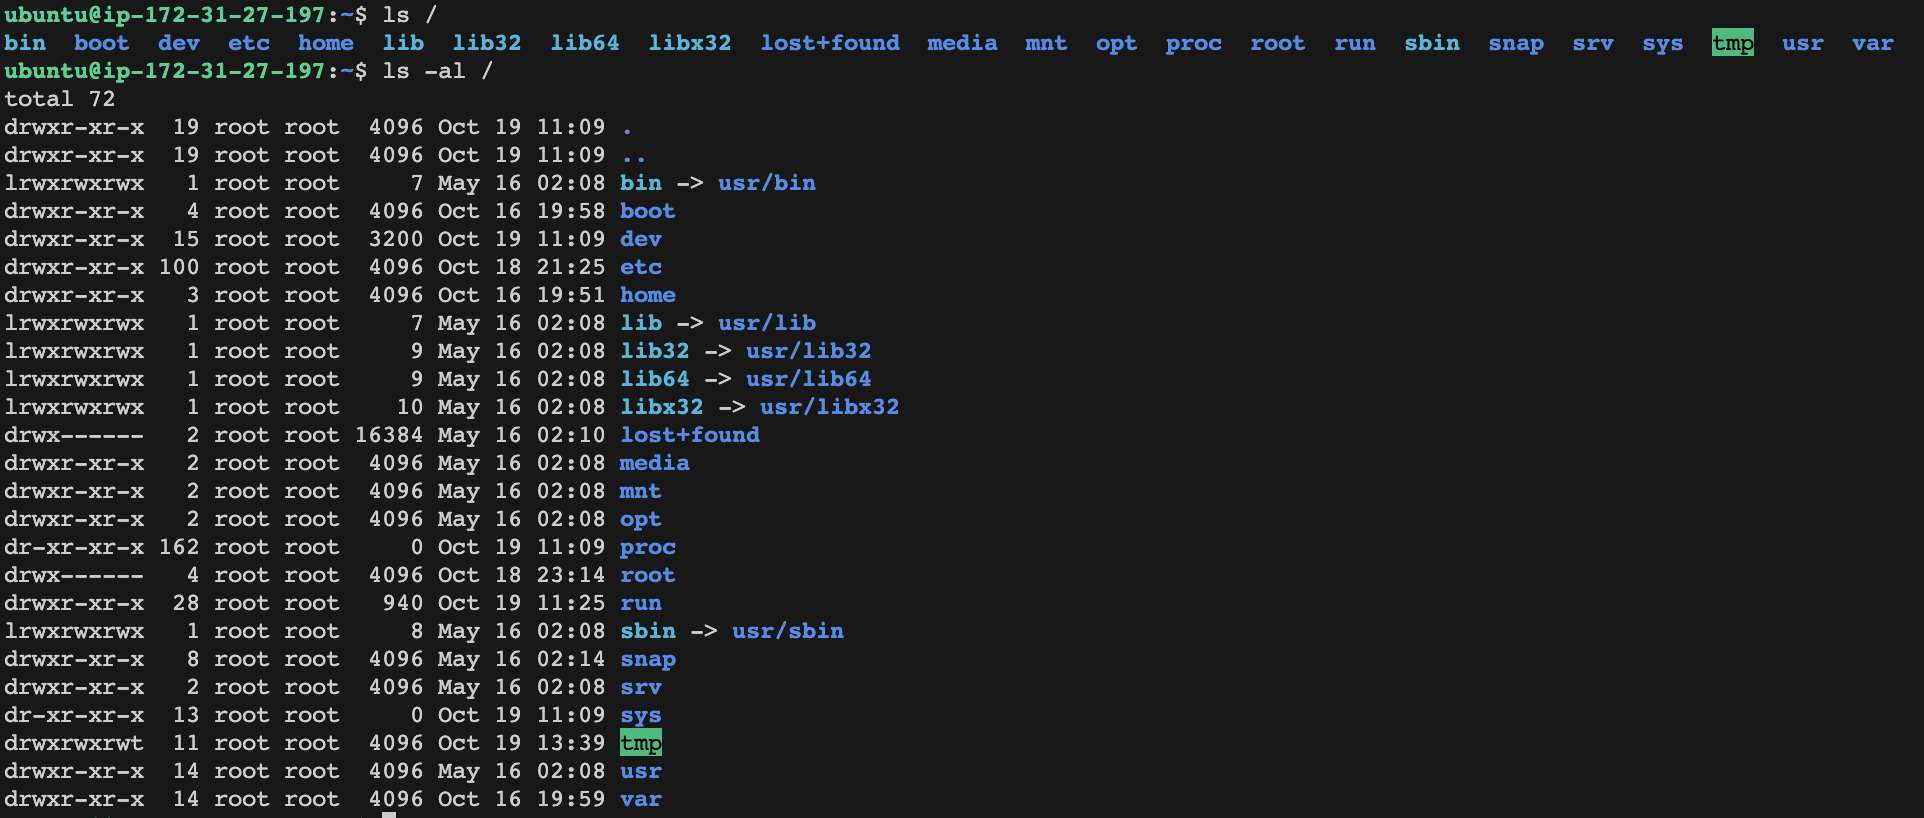 ubuntu@ip-172-31-27-197:~$ ls /
bin  boot  dev  etc  home  lib  lib32  lib64  libx32  lost+found  media  mnt  opt  proc  root  run  sbin  snap  srv  sys  tmp  usr  var
ubuntu@ip-172-31-27-197:~$ ls -al /
total 72
drwxr-xr-x  19 root root  4096 Oct 19 11:09 .
drwxr-xr-x  19 root root  4096 Oct 19 11:09 ..
lrwxrwxrwx   1 root root     7 May 16 02:08 bin -> usr/bin
drwxr-xr-x   4 root root  4096 Oct 16 19:58 boot
drwxr-xr-x  15 root root  3200 Oct 19 11:09 dev
drwxr-xr-x 100 root root  4096 Oct 18 21:25 etc
drwxr-xr-x   3 root root  4096 Oct 16 19:51 home
lrwxrwxrwx   1 root root     7 May 16 02:08 lib -> usr/lib
lrwxrwxrwx   1 root root     9 May 16 02:08 lib32 -> usr/lib32
lrwxrwxrwx   1 root root     9 May 16 02:08 lib64 -> usr/lib64
lrwxrwxrwx   1 root root    10 May 16 02:08 libx32 -> usr/libx32
drwx------   2 root root 16384 May 16 02:10 lost+found
drwxr-xr-x   2 root root  4096 May 16 02:08 media
drwxr-xr-x   2 root root  4096 May 16 02:08 mnt
drwxr-xr-x   2 root root  4096 May 16 02:08 opt
dr-xr-xr-x 162 root root     0 Oct 19 11:09 proc
drwx------   4 root root  4096 Oct 18 23:14 root
drwxr-xr-x  28 root root   940 Oct 19 11:25 run
lrwxrwxrwx   1 root root     8 May 16 02:08 sbin -> usr/sbin
drwxr-xr-x   8 root root  4096 May 16 02:14 snap
drwxr-xr-x   2 root root  4096 May 16 02:08 srv
dr-xr-xr-x  13 root root     0 Oct 19 11:09 sys
drwxrwxrwt  11 root root  4096 Oct 19 13:39 tmp
drwxr-xr-x  14 root root  4096 May 16 02:08 usr
drwxr-xr-x  14 root root  4096 Oct 16 19:59 var